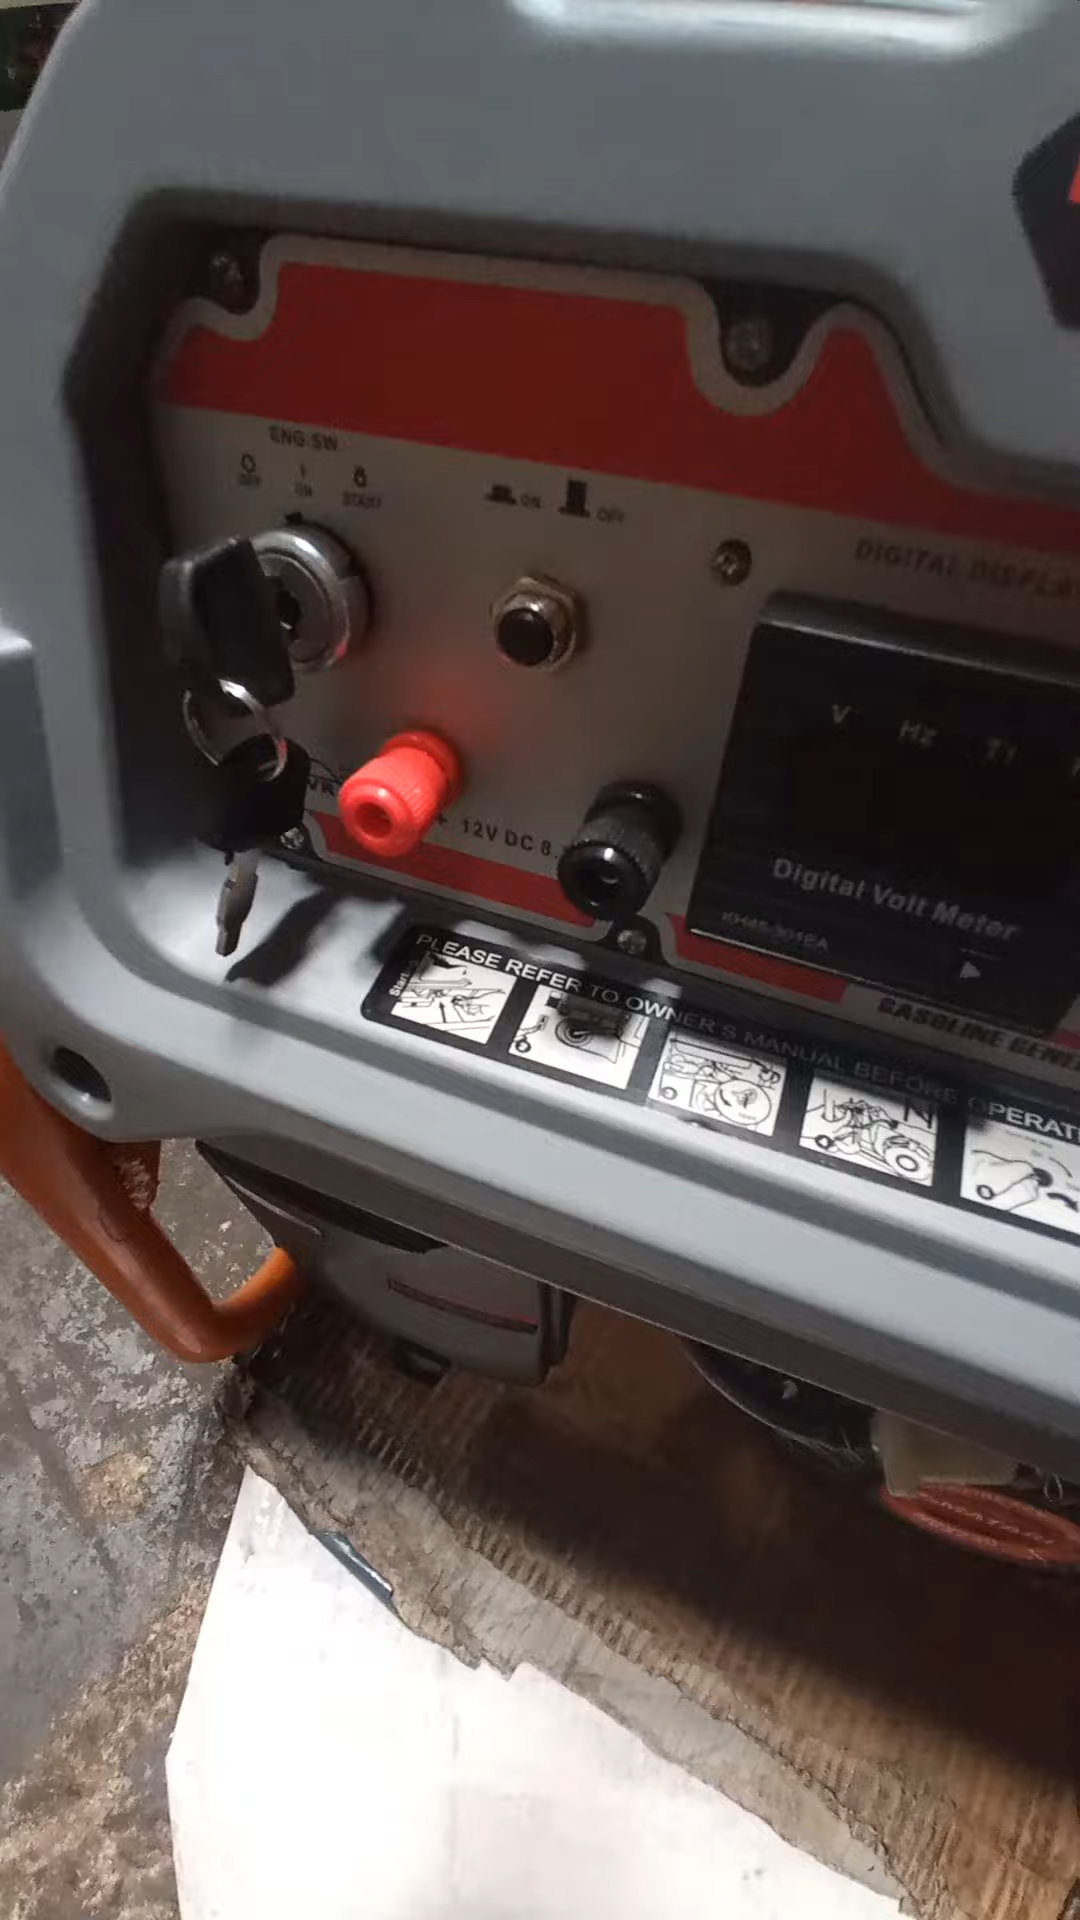 ENG.SW
OFF ON START
ON OFF
DIGITAL DISPLAY
V Hz
+ 12V DC 8.
Digital Volt Meter
PLEASE REFER TO OWNER'S MANUAL BEFORE OPERATI
GASOLINE GENE